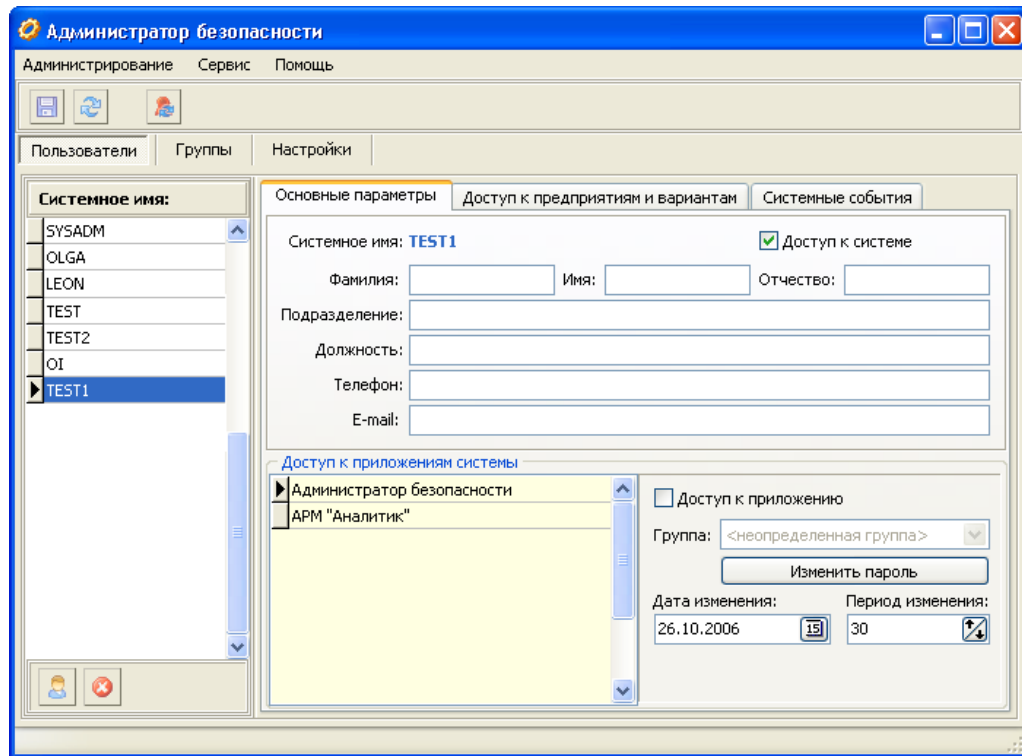 Администратор безопасности
Администрирование Сервис Помощь
Пользователи Группы Настройки
Системное имя:
SYSADM
OLGA
LEON
TEST
TEST2
OI
TEST1
Основные параметры Доступ к предприятиям и вариантам Системные события
Системное имя: TEST1 Доступ к системе
Фамилия: Имя: Отчество:
Подразделение:
Должность:
Телефон:
E-mail:
Доступ к приложениям системы
Администратор безопасности
АРМ "Аналитик"
Доступ к приложению
Группа: <неопределенная группа>
Изменить пароль
Дата изменения: Период изменения:
26.10.2006 15 30